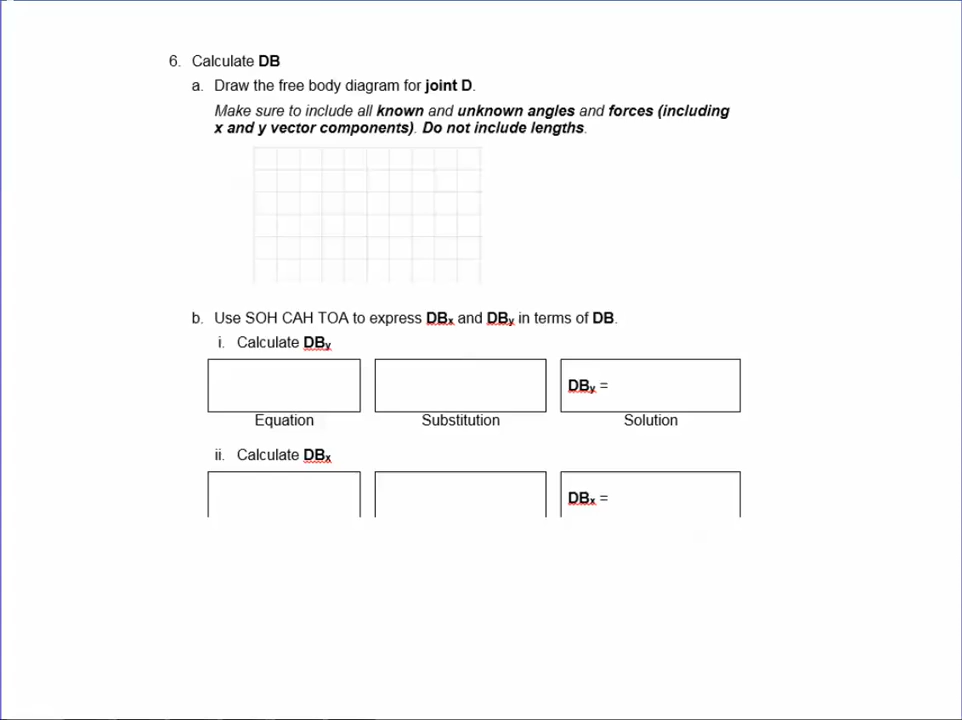 6. Calculate DB
a. Draw the free body diagram for joint D.
Make sure to include all known and unknown angles and forces (including
x and y vector components). Do not include lengths.
b. Use SOH CAH TOA to express DBx and DBy in terms of DB.
i. Calculate DBy
DBy =
Equation Substitution Solution
ii. Calculate DBx
DBx =